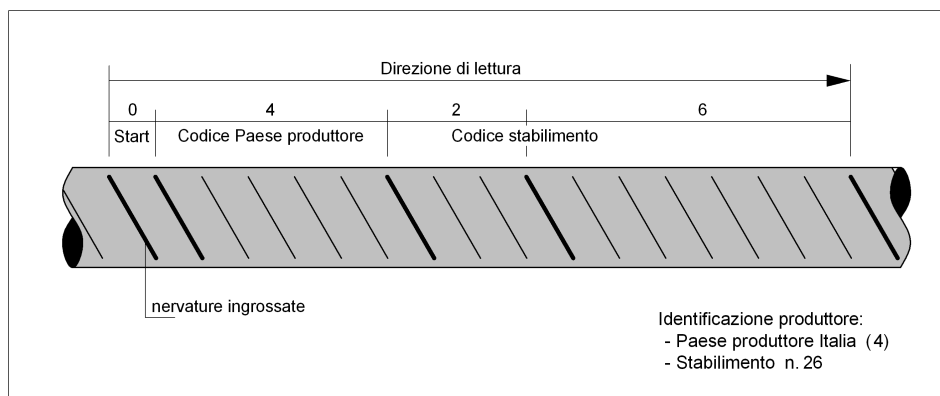 Direzione di lettura
0 4 2 6
Start Codice Paese produttore Codice stabilimento
nervature ingrossate
Identificazione produttore:
- Paese produttore Italia (4)
- Stabilimento n. 26